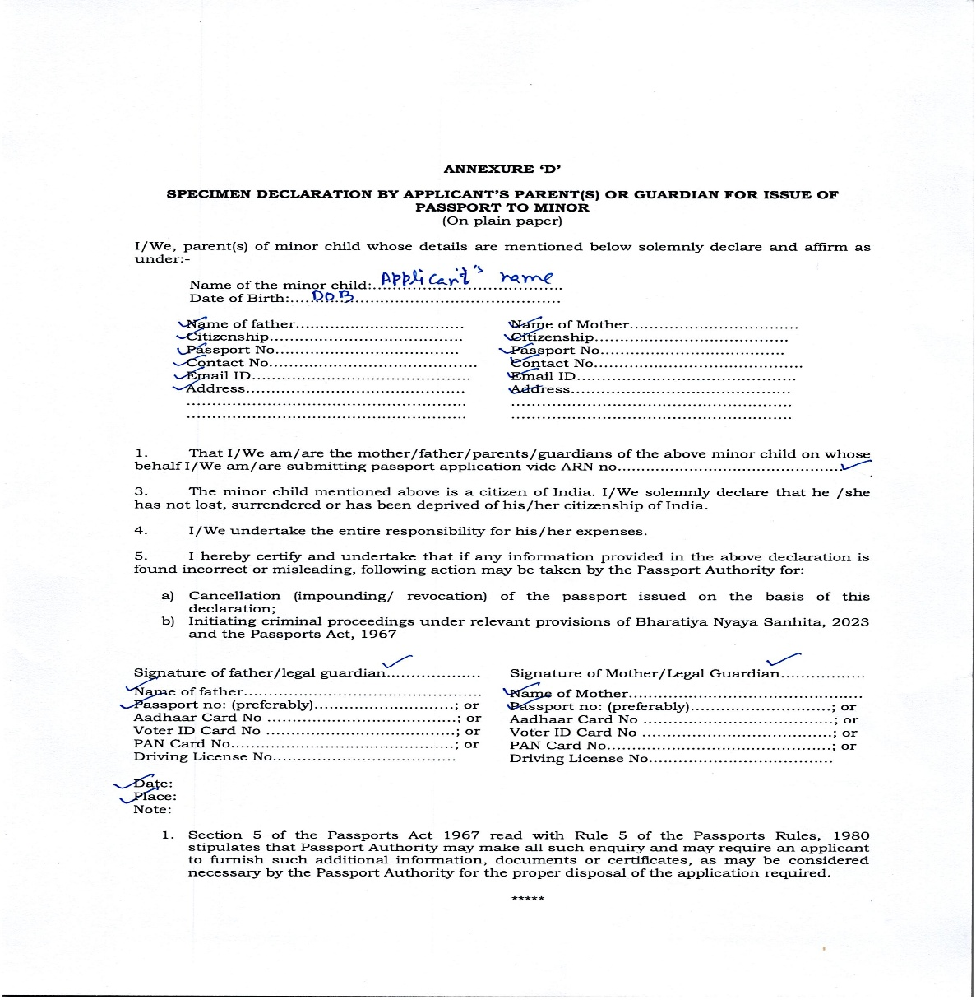 ANNEXURE ‘D’
SPECIMEN DECLARATION BY APPLICANT’S PARENT(S) OR GUARDIAN FOR ISSUE OF
PASSPORT TO MINOR
(On plain paper)
I/We, parent(s) of minor child whose details are mentioned below solemnly declare and affirm as
under:-
Name of the minor child:..Applicant's name..
Date of Birth:....DOB..............................................
Name of father.................................... Name of Mother....................................
Citizenship......................................... Citizenship.........................................
Passport No....................................... Passport No.......................................
Contact No.......................................... Contact No..........................................
Email ID............................................. Email ID.............................................
Address.............................................. Address..............................................
........................................................... ...........................................................
........................................................... ...........................................................
1. That I/We am/are the mother/father/parents/guardians of the above minor child on whose
behalf I/We am/are submitting passport application vide ARN no...............................................
3. The minor child mentioned above is a citizen of India. I/We solemnly declare that he /she
has not lost, surrendered or has been deprived of his/her citizenship of India.
4. I/We undertake the entire responsibility for his/her expenses.
5. I hereby certify and undertake that if any information provided in the above declaration is
found incorrect or misleading, following action may be taken by the Passport Authority for:
a) Cancellation (impounding/ revocation) of the passport issued on the basis of this
declaration;
b) Initiating criminal proceedings under relevant provisions of Bharatiya Nyaya Sanhita, 2023
and the Passports Act, 1967
Signature of father/legal guardian.................... Signature of Mother/Legal Guardian..................
Name of father.................................................. Name of Mother..................................................
Passport no: (preferably).............................; or Passport no: (preferably).............................; or
Aadhaar Card No ........................................; or Aadhaar Card No ........................................; or
Voter ID Card No ........................................; or Voter ID Card No ........................................; or
PAN Card No...............................................; or PAN Card No...............................................; or
Driving License No....................................... Driving License No.......................................
Date:
Place:
Note:
1. Section 5 of the Passports Act 1967 read with Rule 5 of the Passports Rules, 1980
stipulates that Passport Authority may make all such enquiry and may require an applicant
to furnish such additional information, documents or certificates, as may be considered
necessary by the Passport Authority for the proper disposal of the application required.
*****